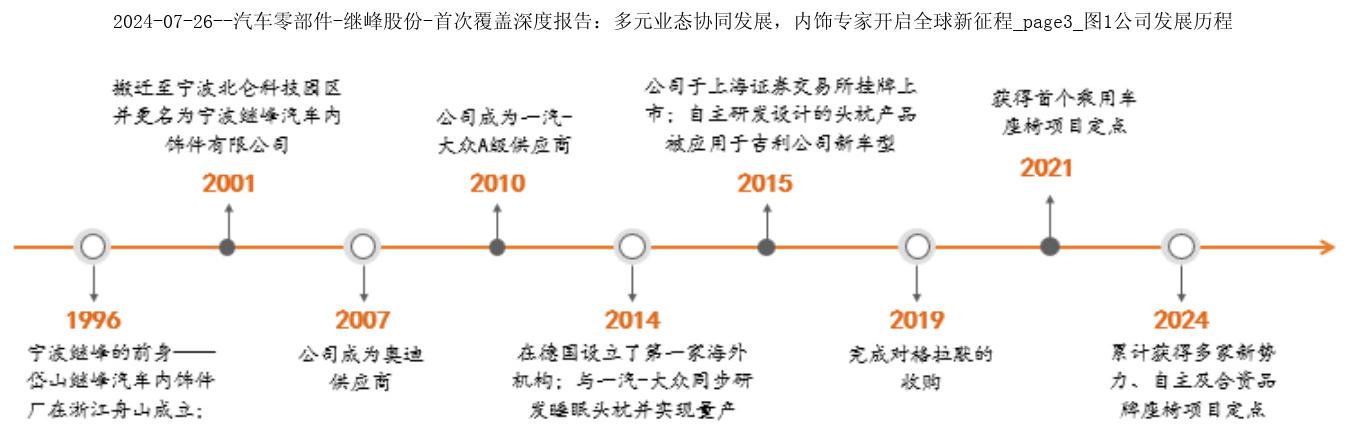 2024-07-26--汽车零部件-继峰股份-首次覆盖深度报告：多元业态协同发展，内饰专家开启全球新征程_page3_图1公司发展历程
搬迁至宁波北仑科技园区
并更名为宁波继峰汽车内
饰件有限公司
2001
公司成为一汽-
大众A级供应商
2010
公司于上海证券交易所挂牌上
市；自主研发设计的头枕产品
被应用于吉利公司新车型
2015
获得首个乘用车
座椅项目定点
2021
1996
宁波继峰的前身——
岱山继峰汽车内饰件
厂在浙江舟山成立；
2007
公司成为奥迪
供应商
2014
在德国设立了第一家海外
机构；与一汽-大众同步研
发睡眠头枕并实现量产
2019
完成对格拉默的
收购
2024
累计获得多家新势
力、自主及合资品
牌座椅项目定点